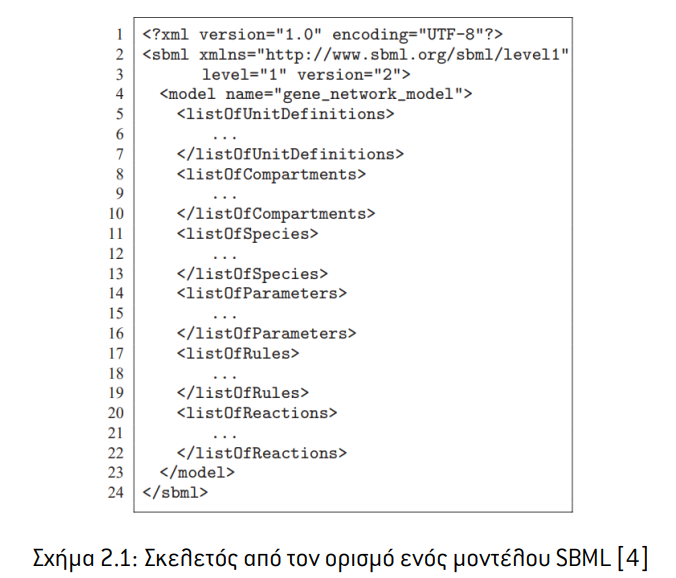 1 <?xml version="1.0" encoding="UTF-8"?>
2 <sbml xmlns="http://www.sbml.org/sbml/level1"
3 level="1" version="2">
4 <model name="gene_network_model">
5 <listOfUnitDefinitions>
6 ...
7 </listOfUnitDefinitions>
8 <listOfCompartments>
9 ...
10 </listOfCompartments>
11 <listOfSpecies>
12 ...
13 </listOfSpecies>
14 <listOfParameters>
15 ...
16 </listOfParameters>
17 <listOfRules>
18 ...
19 </listOfRules>
20 <listOfReactions>
21 ...
22 </listOfReactions>
23 </model>
24 </sbml>
Σχήμα 2.1: Σκελετός από τον ορισμό ενός μοντέλου SBML [4]